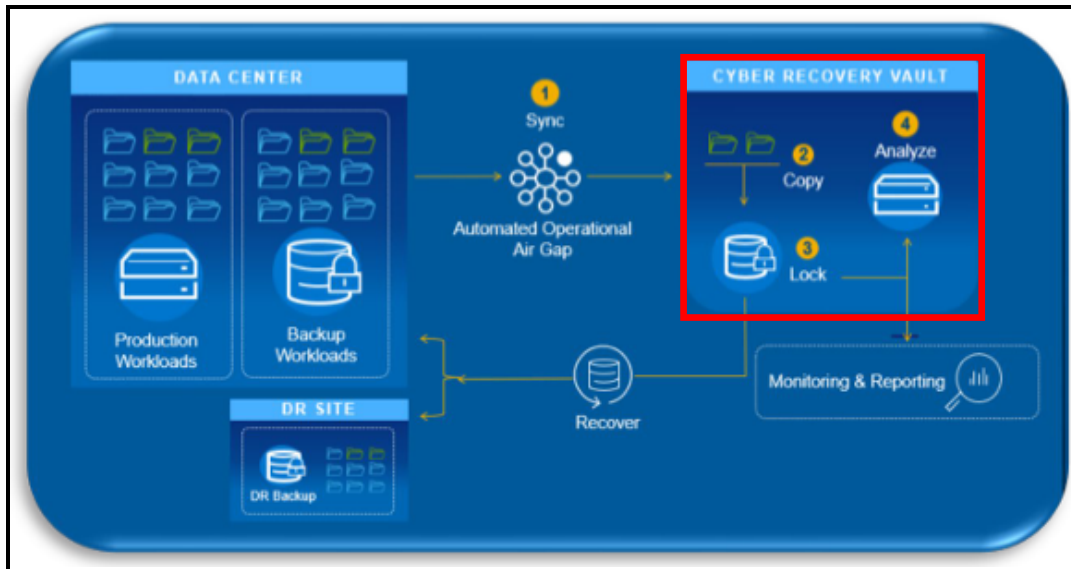 DATA CENTER
Production
Workloads
Backup
Workloads
1
Sync
Automated Operational
Air Gap
CYBER RECOVERY VAULT
2
Copy
3
Lock
4
Analyze
Monitoring & Reporting
Recover
DR SITE
DR Backup